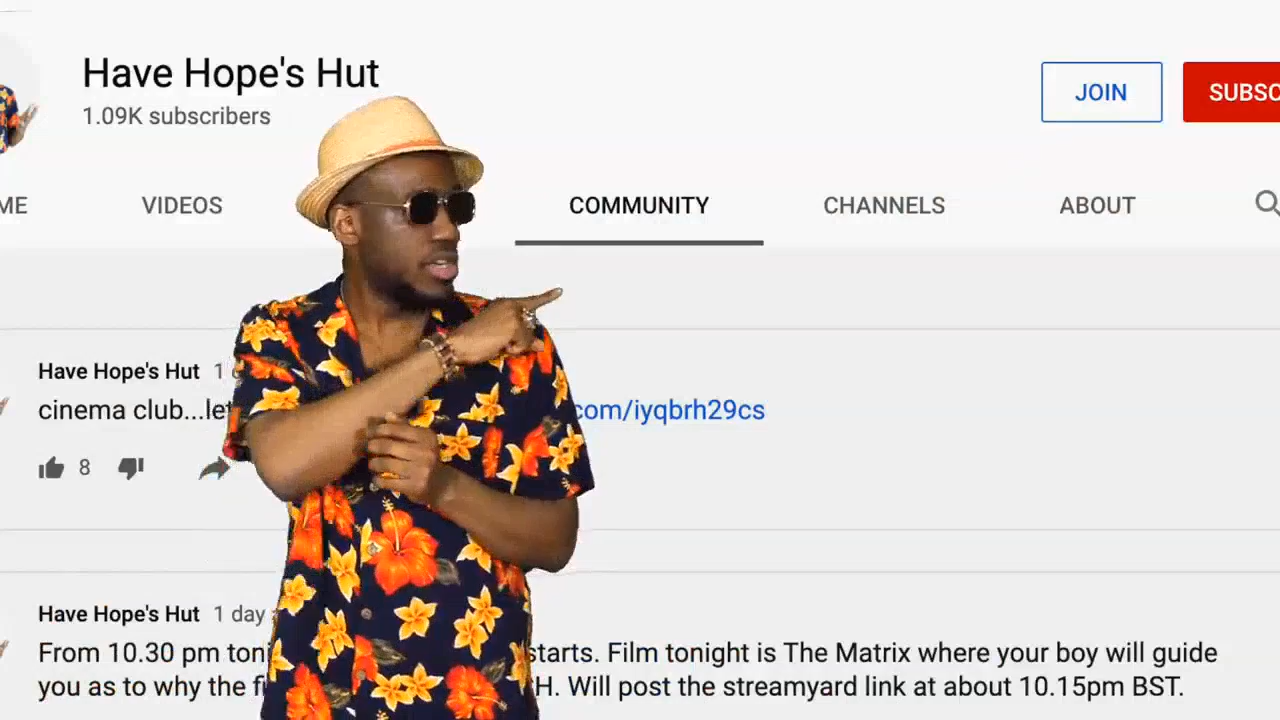 Have Hope's Hut
1.09K subscribers
JOIN
SUBSC
ME
VIDEOS
COMMUNITY
CHANNELS
ABOUT
Have Hope's Hut 1
cinema club...let com/iyqbrh29cs
8
Have Hope's Hut 1 day
From 10.30 pm toni starts. Film tonight is The Matrix where your boy will guide
you as to why the fi H. Will post the streamyard link at about 10.15pm BST.